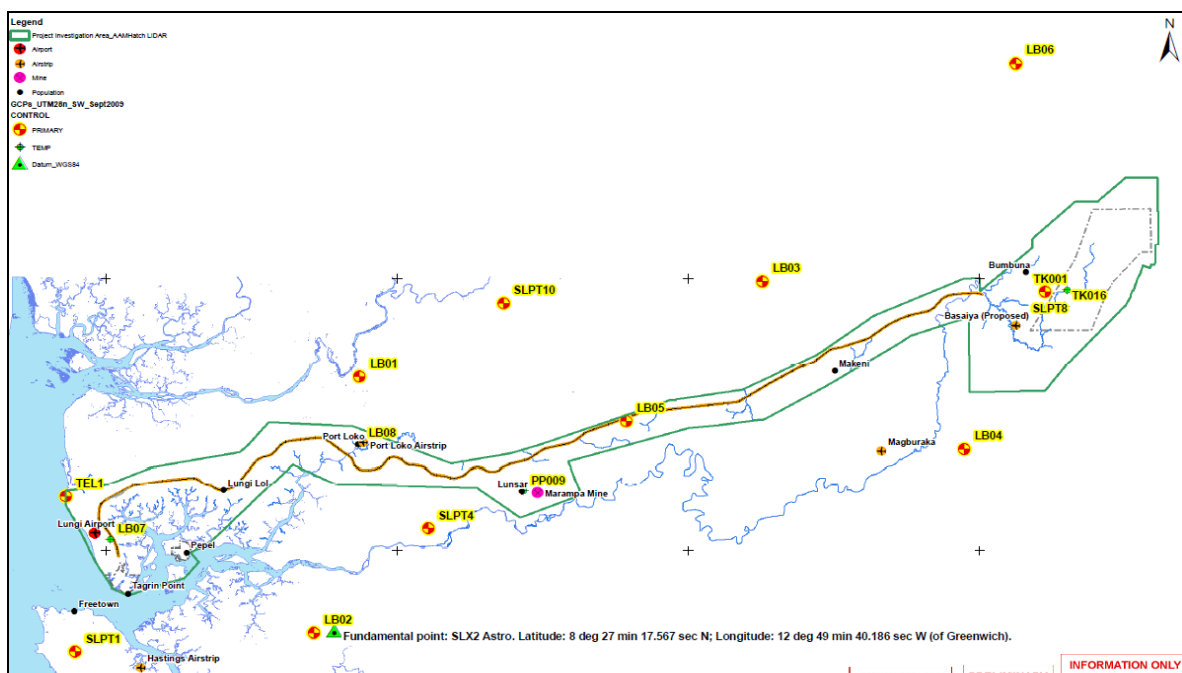 Legend
Project Investigation Area_AAMHatch LIDAR
Airport
Airstrip
Mine
Population
GCPs_UTM28n_SW_Sept2009
CONTROL
PRIMARY
TEMP
Datum_WGS84
N
LB06
LB03
Bumbuna
TK001
TK016
SLPT8
Basaiya (Proposed)
SLPT10
LB01
Makeni
LB05
LB08
Port Loko
Port Loko Airstrip
Magburaka
LB04
TEL1
Lungi Lol
Lunsar
PP009
Marampa Mine
Lungi Airport
LB07
SLPT4
Pepel
Tagrin Point
Freetown
LB02
Fundamental point: SLX2 Astro. Latitude: 8 deg 27 min 17.567 sec N; Longitude: 12 deg 49 min 40.186 sec W (of Greenwich).
SLPT1
Hastings Airstrip
INFORMATION ONLY